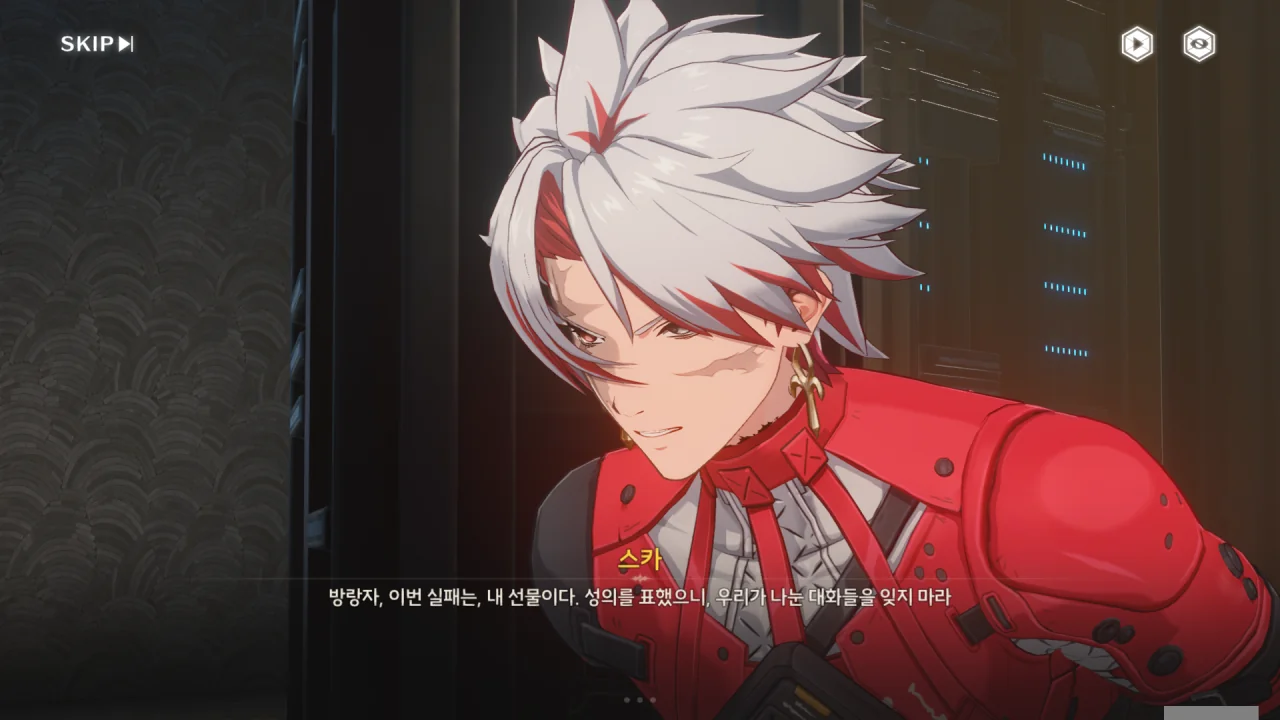 SKIP
스카
방랑자, 이번 실패는, 내 선물이다. 성의를 표했으니, 우리가 나눈 대화들을 잊지 마라